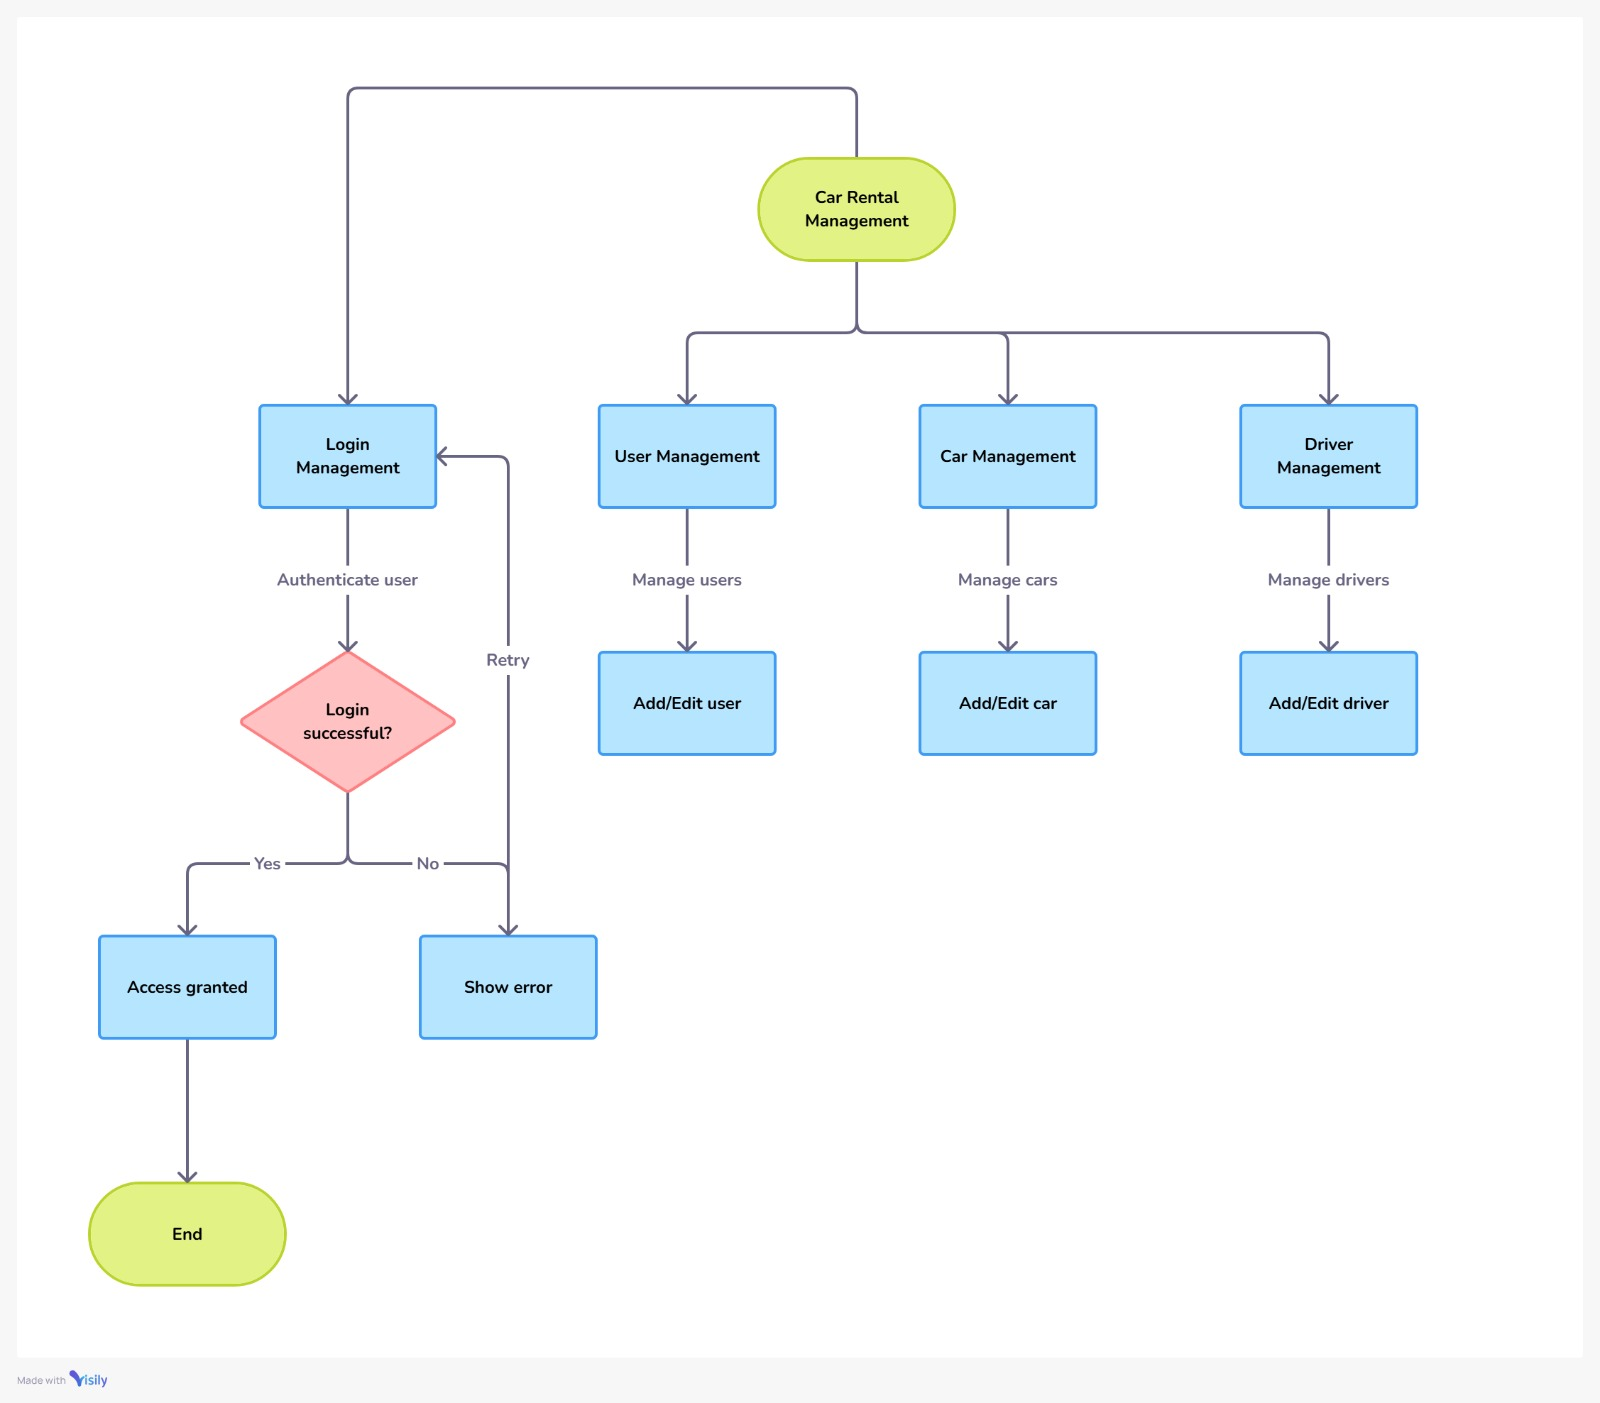 Car Rental
Management
Login
Management
User Management
Car Management
Driver
Management
Authenticate user
Manage users
Manage cars
Manage drivers
Retry
Login
successful?
Add/Edit user
Add/Edit car
Add/Edit driver
Yes
No
Access granted
Show error
End
Made with Visily